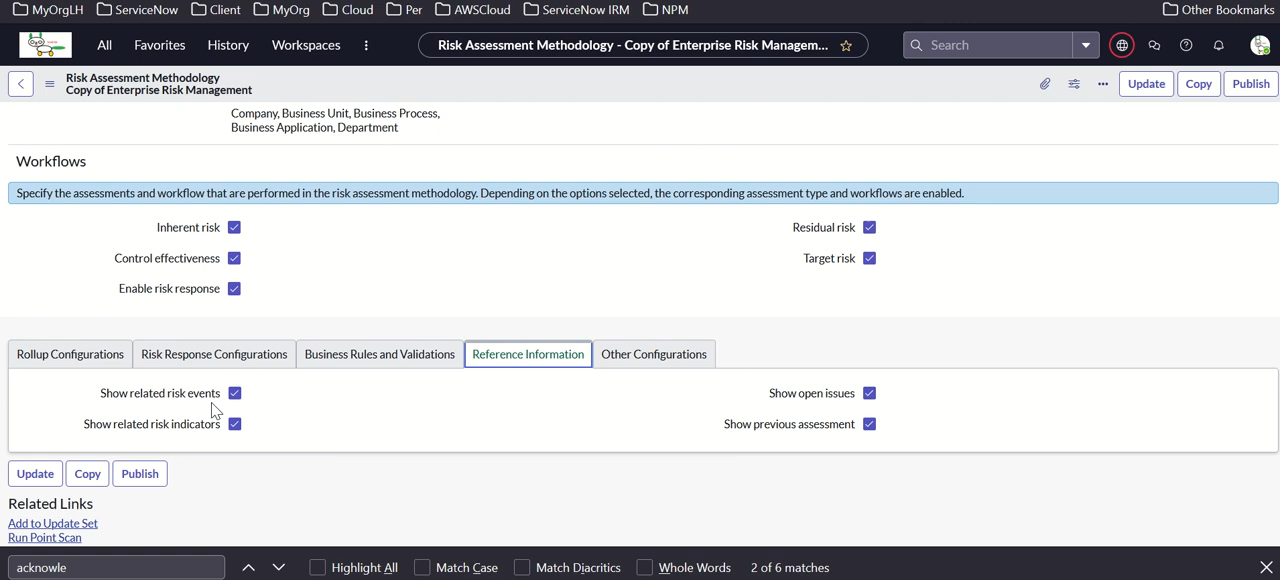 MyOrgLH ServiceNow Client MyOrg Cloud Per AWSCloud ServiceNow IRM NPM Other Bookmarks
All Favorites History Workspaces Risk Assessment Methodology - Copy of Enterprise Risk Managem... Search
Risk Assessment Methodology
Copy of Enterprise Risk Management
Update Copy Publish
Company, Business Unit, Business Process,
Business Application, Department
Workflows
Specify the assessments and workflow that are performed in the risk assessment methodology. Depending on the options selected, the corresponding assessment type and workflows are enabled.
Inherent risk Residual risk
Control effectiveness Target risk
Enable risk response
Rollup Configurations Risk Response Configurations Business Rules and Validations Reference Information Other Configurations
Show related risk events Show open issues
Show related risk indicators Show previous assessment
Update Copy Publish
Related Links
Add to Update Set
Run Point Scan
acknowle Highlight All Match Case Match Diacritics Whole Words 2 of 6 matches